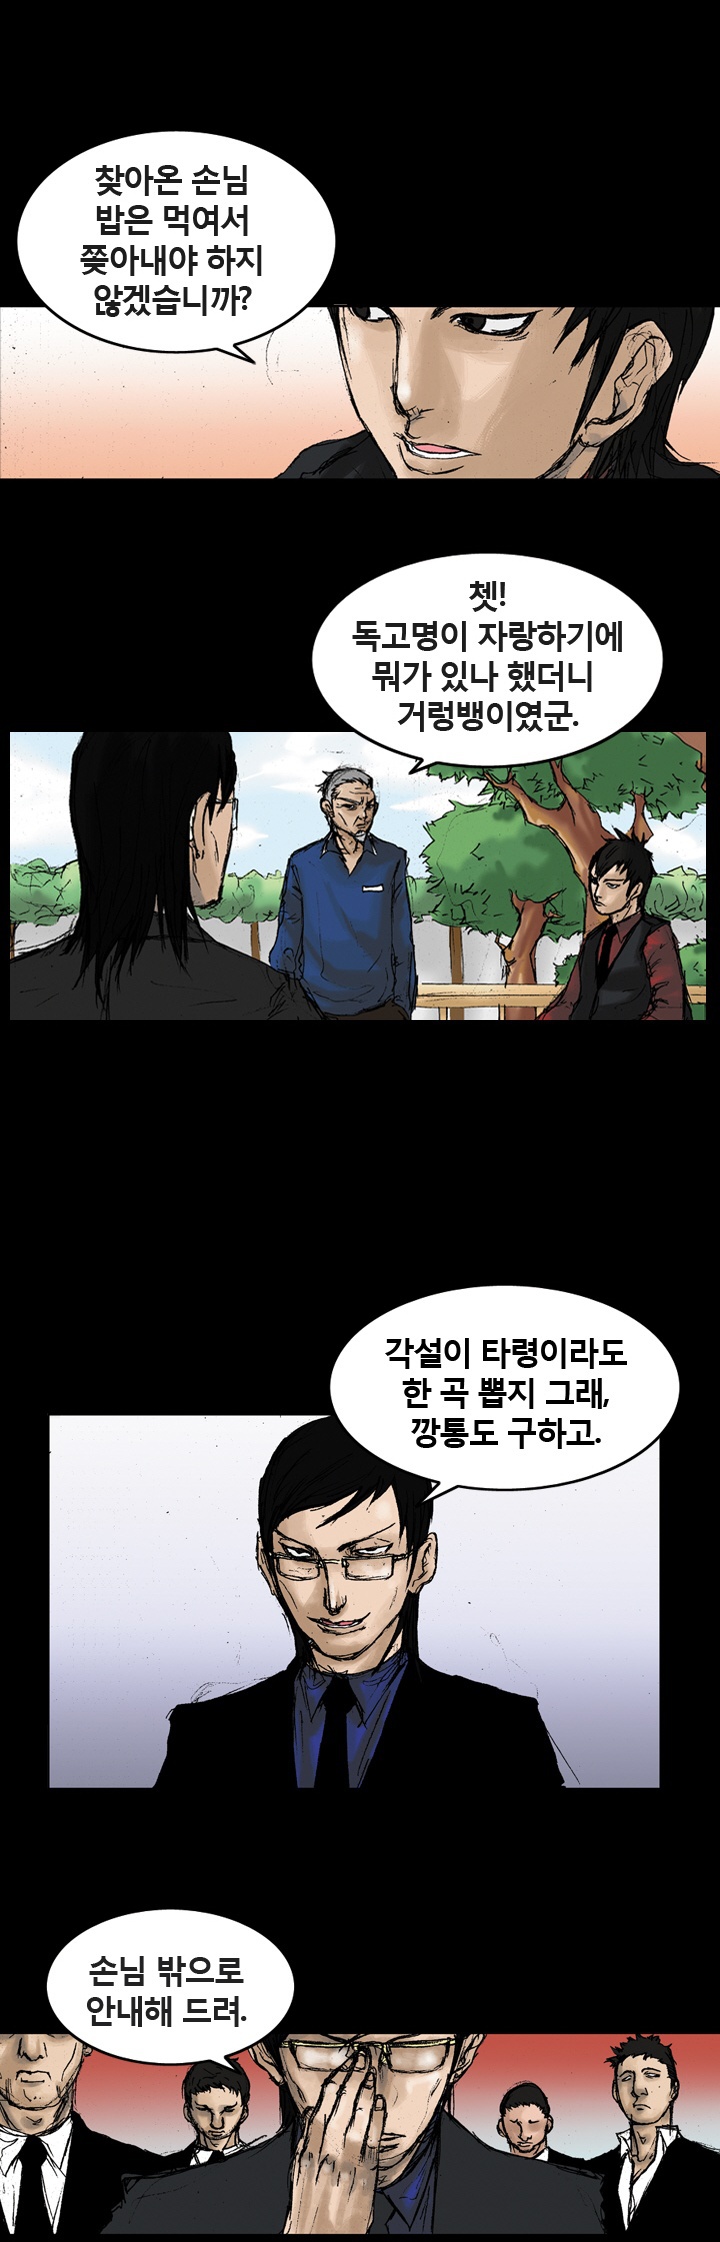 찾아온 손님
밥은 먹여서
쫒아내야 하지
않겠습니까?
쳇!
독고명이 자랑하기에
뭐가 있나 했더니
거렁뱅이였군.
각설이 타령이라도
한 곡 뽑지 그래,
깡통도 구하고.
손님 밖으로
안내해 드려.